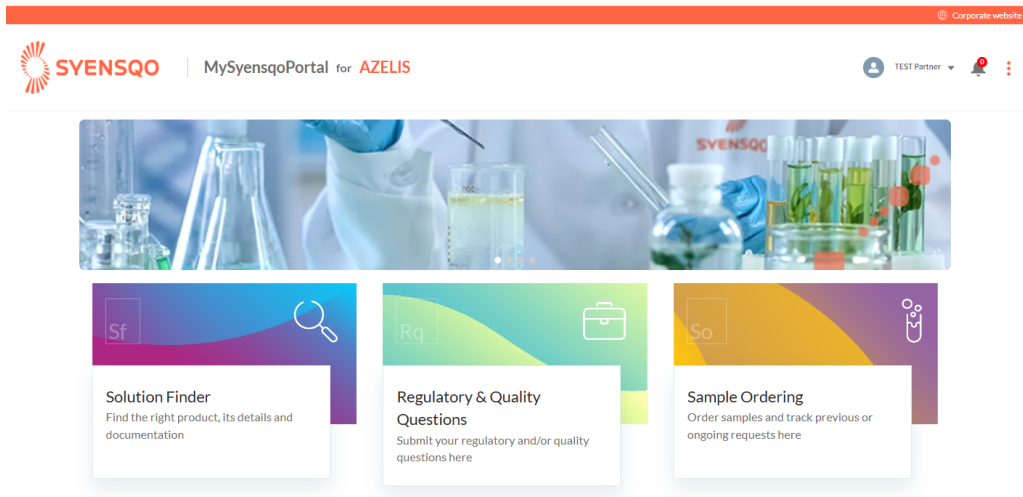 Corporate website
SYENSQO
MySyensqoPortal for AZELIS
TEST Partner
0
SYENSQO
Sf
Rq
So
Solution Finder
Find the right product, its details and
documentation
Regulatory & Quality
Questions
Submit your regulatory and/or quality
questions here
Sample Ordering
Order samples and track previous or
ongoing requests here